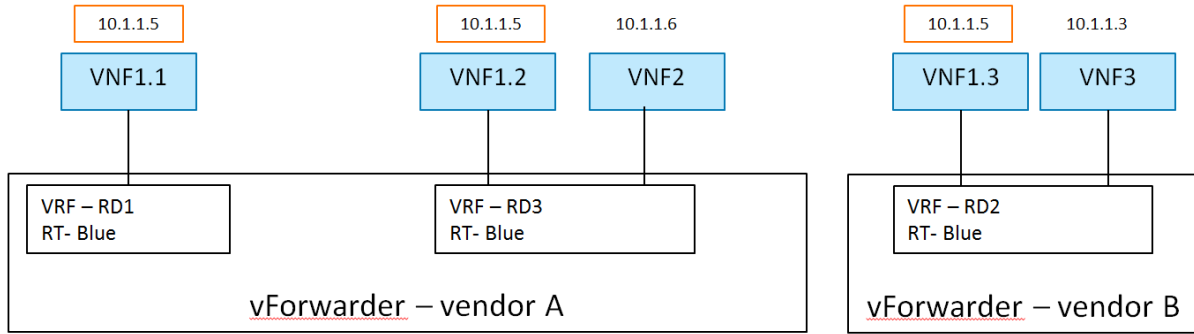 10.1.1.5
10.1.1.5
10.1.1.6
10.1.1.5
10.1.1.3
VNF1.1
VNF1.2
VNF2
VNF1.3
VNF3
VRF – RD1
RT- Blue
VRF – RD3
RT- Blue
VRF – RD2
RT- Blue
vForwarder – vendor A
vForwarder – vendor B